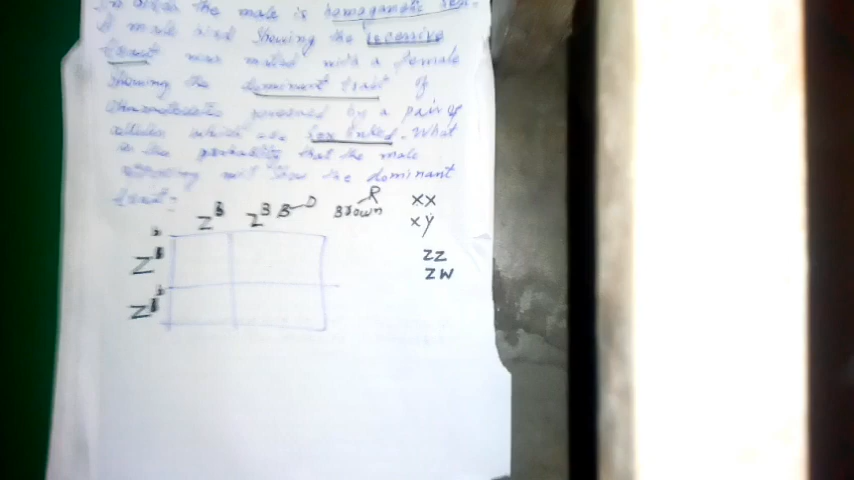 the male is homogametic sex.
male bird showing the recessive
trait was mated with a female
showing the dominant trait of
characteristic governed by a pair of
alleles which are sex linked. What
is the probability that the male
offspring will show the dominant
trait.
Z^B Z^B B D R Brown XX
XY
Z
ZZ
ZW
Z